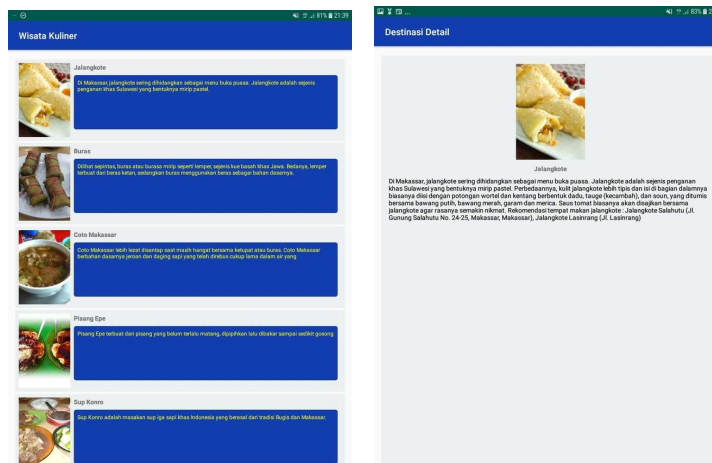 81% 21:39
Wisata Kuliner
Jalangkote
Di Makassar, jalangkote sering dihidangkan sebagai menu buka puasa. Jalangkote adalah sejenis
penganan khas Sulawesi yang bentuknya mirip pastel.
Buras
Dilihat sepintas, buras atau burasa mirip seperti lemper, sejenis kue basah khas Jawa. Bedanya, lemper
terbuat dari beras ketan, sedangkan buras menggunakan beras sebagai bahan dasarnya.
Coto Makassar
Coto Makassar lebih lezat disantap saat masih hangat bersama ketupat atau buras. Coto Makassar
berbahan dasarnya jeroan dan daging sapi yang telah direbus cukup lama dalam air yang
Pisang Epe
Pisang Epe terbuat dari pisang yang belum terlalu matang, dipipihkan lalu dibakar sampai sedikit gosong
Sup Konro
Sup Konro adalah masakan sup iga sapi khas Indonesia yang berasal dari tradisi Bugis dan Makassar.
83% 2
Destinasi Detail
Jalangkote
Di Makassar, jalangkote sering dihidangkan sebagai menu buka puasa. Jalangkote adalah sejenis penganan
khas Sulawesi yang bentuknya mirip pastel. Perbedaannya, kulit jalangkote lebih tipis dan isi di bagian dalamnya
biasanya diisi dengan potongan wortel dan kentang berbentuk dadu, tauge (kecambah), dan soun, yang ditumis
bersama bawang putih, bawang merah, garam dan merica. Saus tomat biasanya akan disajikan bersama
jalangkote agar rasanya semakin nikmat. Rekomendasi tempat makan jalangkote : Jalangkote Salahutu (Jl.
Gunung Salahutu No. 24-25, Makassar, Makassar), Jalangkote Lasinrang (Jl. Lasinrang)